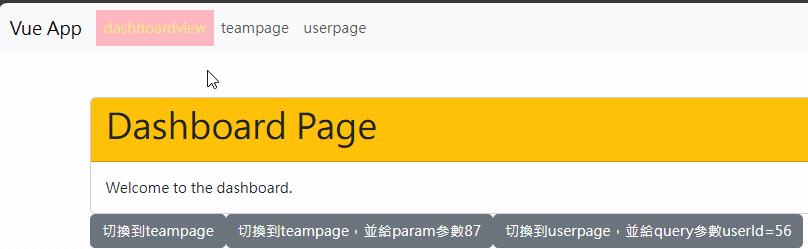 Vue App dashboardview teampage userpage
Dashboard Page
Welcome to the dashboard.
切換到teampage 切換到teampage，並給param參數87 切換到userpage，並給query參數userId=56